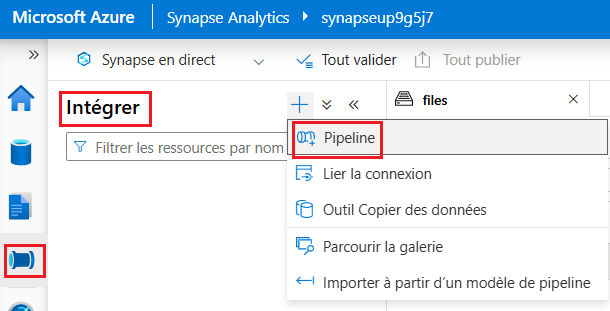 Microsoft Azure Synapse Analytics synapseup9g5j7
Synapse en direct Tout valider Tout publier
Intégrer
files
Filtrer les ressources par nom
Pipeline
Lier la connexion
Outil Copier des données
Parcourir la galerie
Importer à partir d’un modèle de pipeline